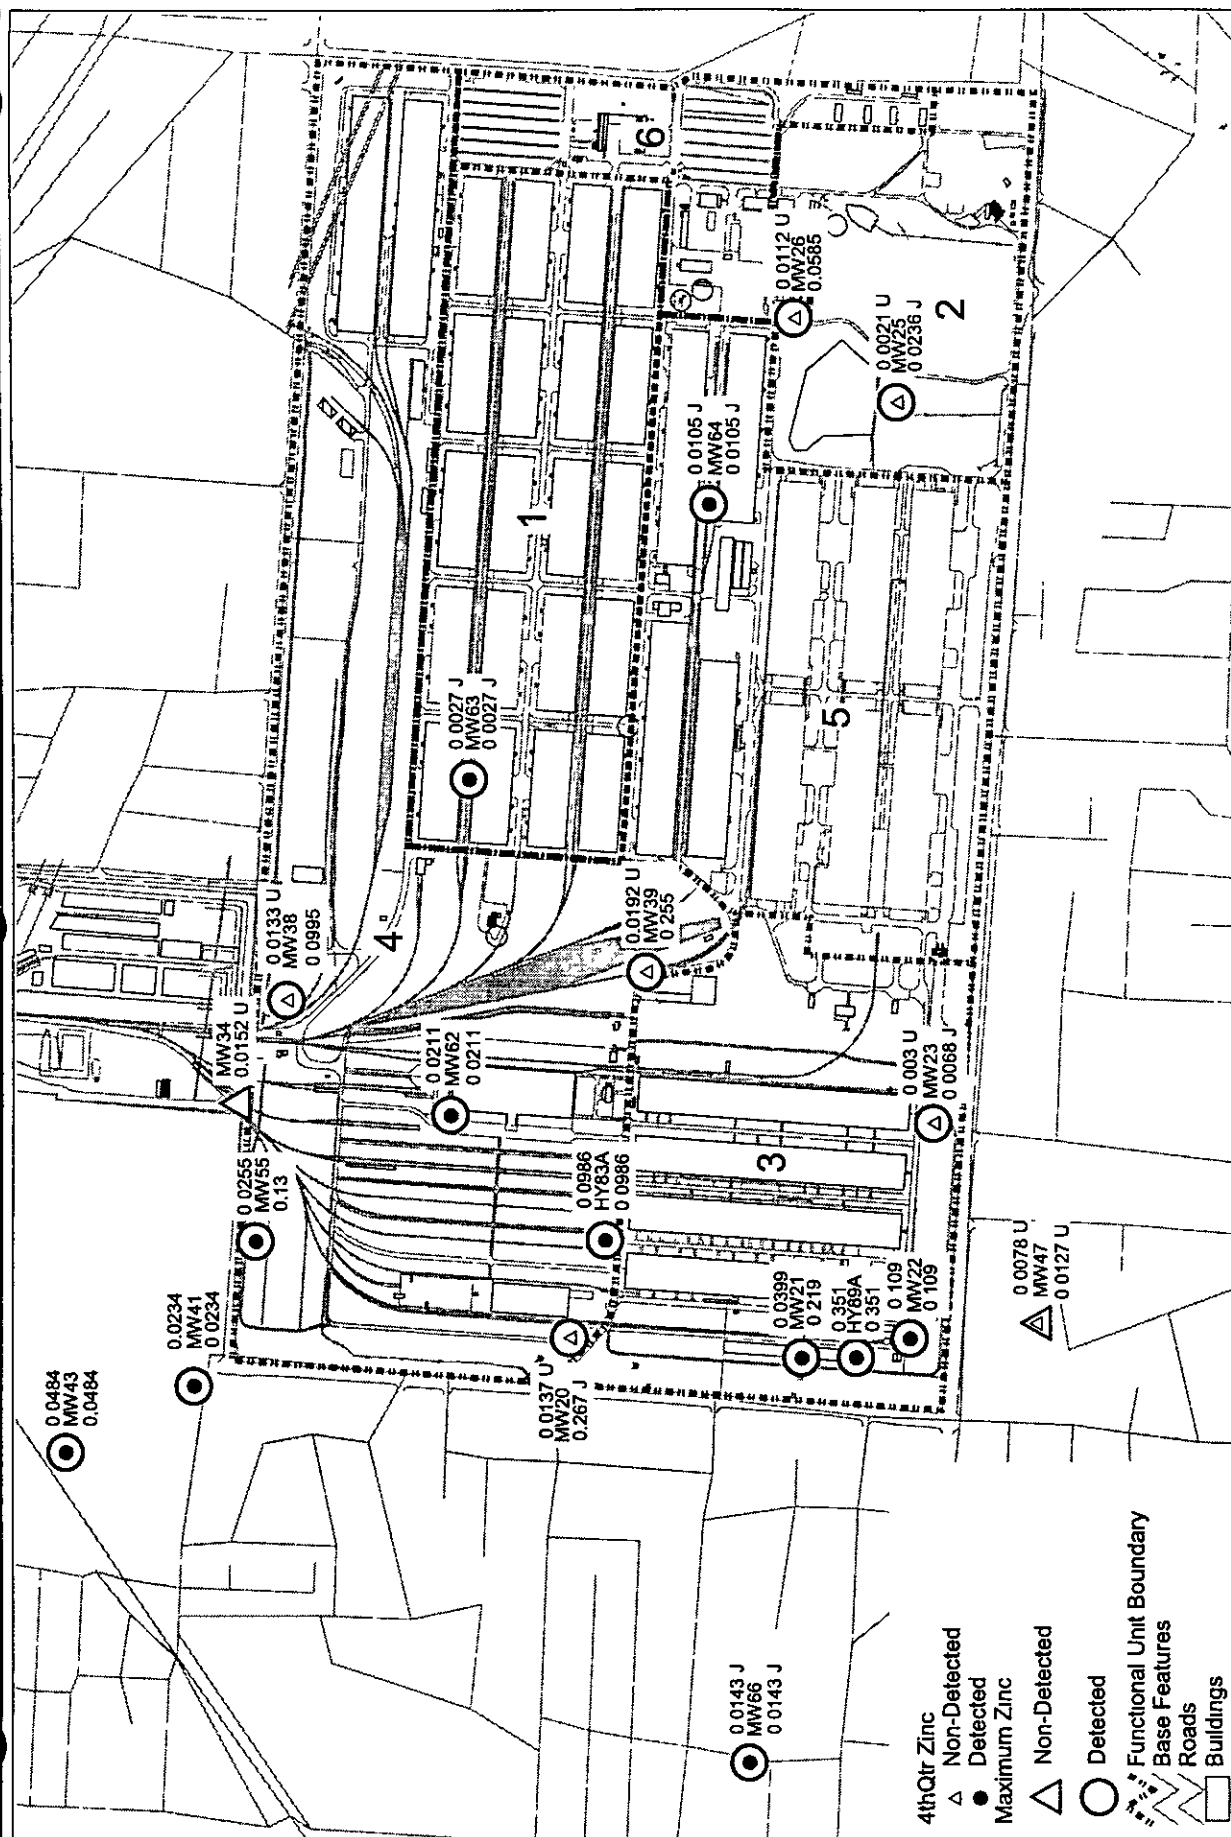 0.0484
MW43
0.0484
0.0234
MW41
0 0234
0 0255
MW55
0.13
MW34
0.0152 U
0 0133 U
MW38
0 0995
4
0 0211
MW62
0 0211
0 0027 J
MW63
0 0027 J
1
6
0 0112 U
MW26
0.0585
0 0021 U
MW25
0 0236 J
2
0 0105 J
MW64
0 0105 J
5
0.0192 U
MW39
0 255
0 003 U
MW23
0 0068 J
3
0 0986
HY83A
0 0986
0 0137 U
MW20
0.267 J
0 0399
MW21
0 219
0 351
HY89A
0 351
0 109
MW22
0 109
0 0078 U
MW47
0 0127 U
0 0143 J
MW66
0 0143 J
4thQtr Zinc
Non-Detected
Detected
Maximum Zinc
Non-Detected
Detected
Functional Unit Boundary
Base Features
Roads
Buildings